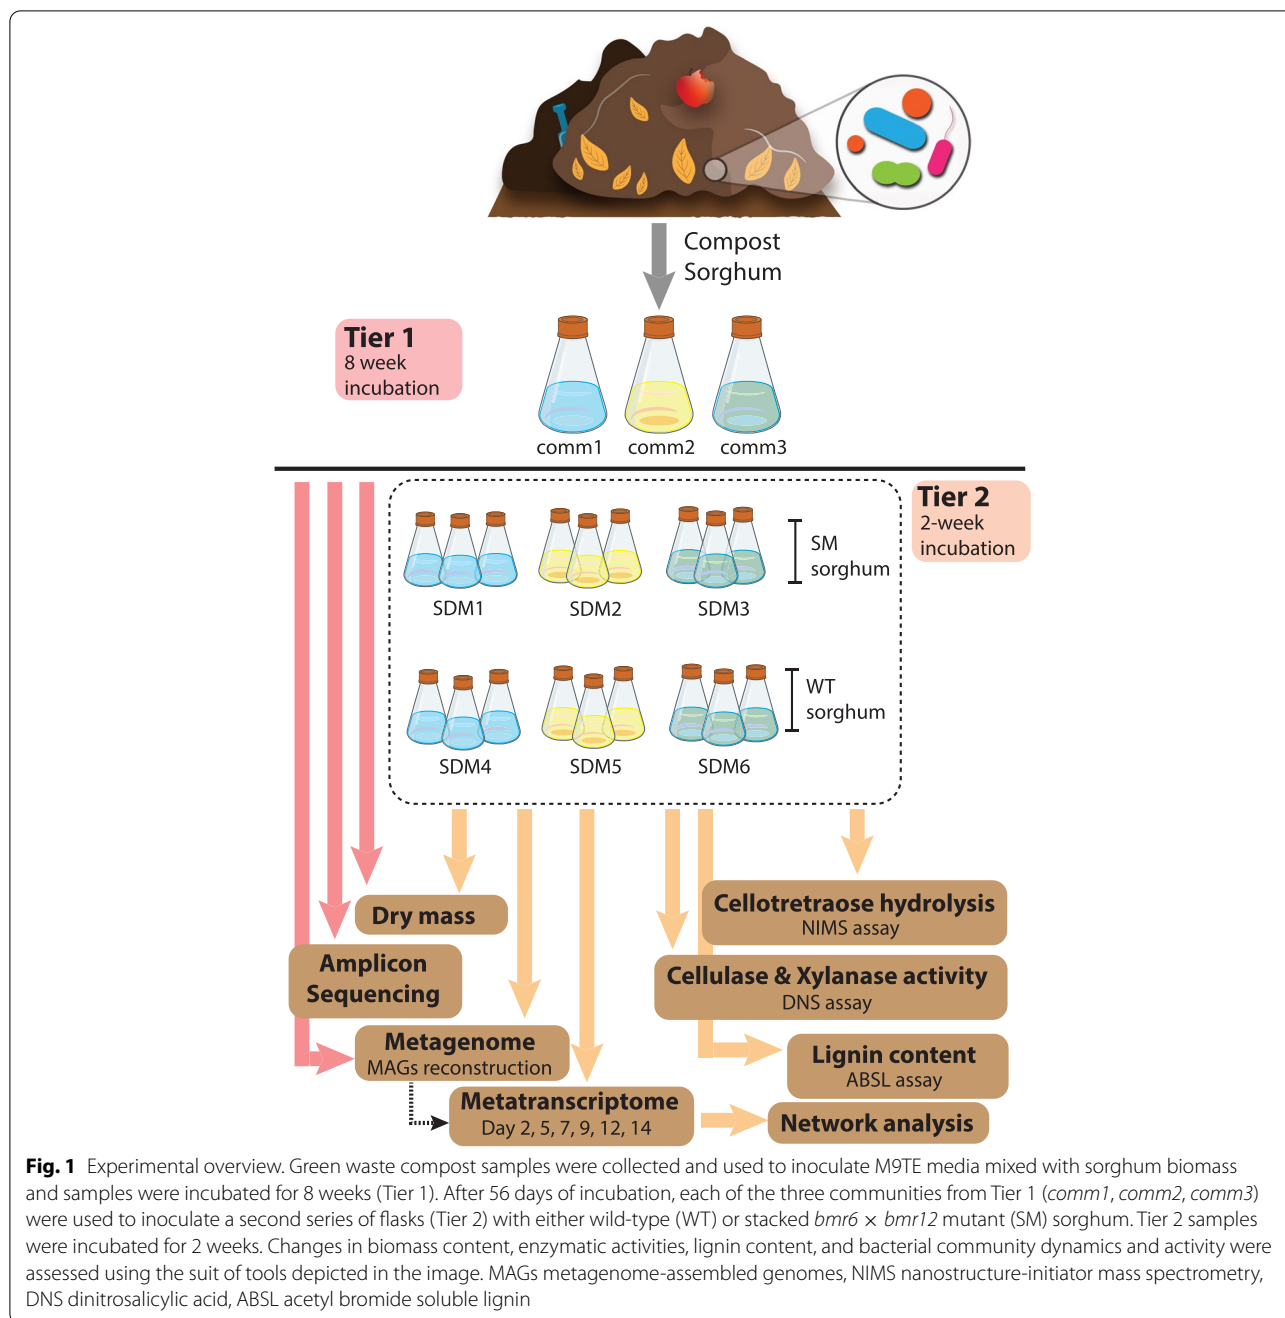 Compost
Sorghum
Tier 1
8 week
incubation
comm1
comm2
comm3
Tier 2
2-week
incubation
SM
sorghum
SDM1
SDM2
SDM3
WT
sorghum
SDM4
SDM5
SDM6
Dry mass
Amplicon
Sequencing
Metagenome
MAGs reconstruction
Metatranscriptome
Day 2, 5, 7, 9, 12, 14
Cellotretraose hydrolysis
NIMS assay
Cellulase & Xylanase activity
DNS assay
Lignin content
ABSL assay
Network analysis
Fig. 1 Experimental overview. Green waste compost samples were collected and used to inoculate M9TE media mixed with sorghum biomass
and samples were incubated for 8 weeks (Tier 1). After 56 days of incubation, each of the three communities from Tier 1 (comm1, comm2, comm3)
were used to inoculate a second series of flasks (Tier 2) with either wild-type (WT) or stacked bmr6 × bmr12 mutant (SM) sorghum. Tier 2 samples
were incubated for 2 weeks. Changes in biomass content, enzymatic activities, lignin content, and bacterial community dynamics and activity were
assessed using the suit of tools depicted in the image. MAGs metagenome-assembled genomes, NIMS nanostructure-initiator mass spectrometry,
DNS dinitrosalicylic acid, ABSL acetyl bromide soluble lignin